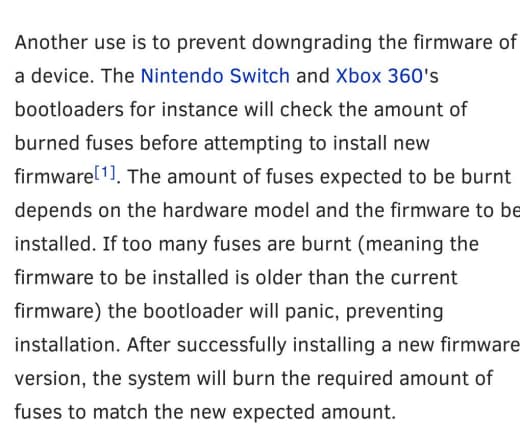 Another use is to prevent downgrading the firmware of
a device. The Nintendo Switch and Xbox 360's
bootloaders for instance will check the amount of
burned fuses before attempting to install new
firmware[1]. The amount of fuses expected to be burnt
depends on the hardware model and the firmware to be
installed. If too many fuses are burnt (meaning the
firmware to be installed is older than the current
firmware) the bootloader will panic, preventing
installation. After successfully installing a new firmware
version, the system will burn the required amount of
fuses to match the new expected amount.